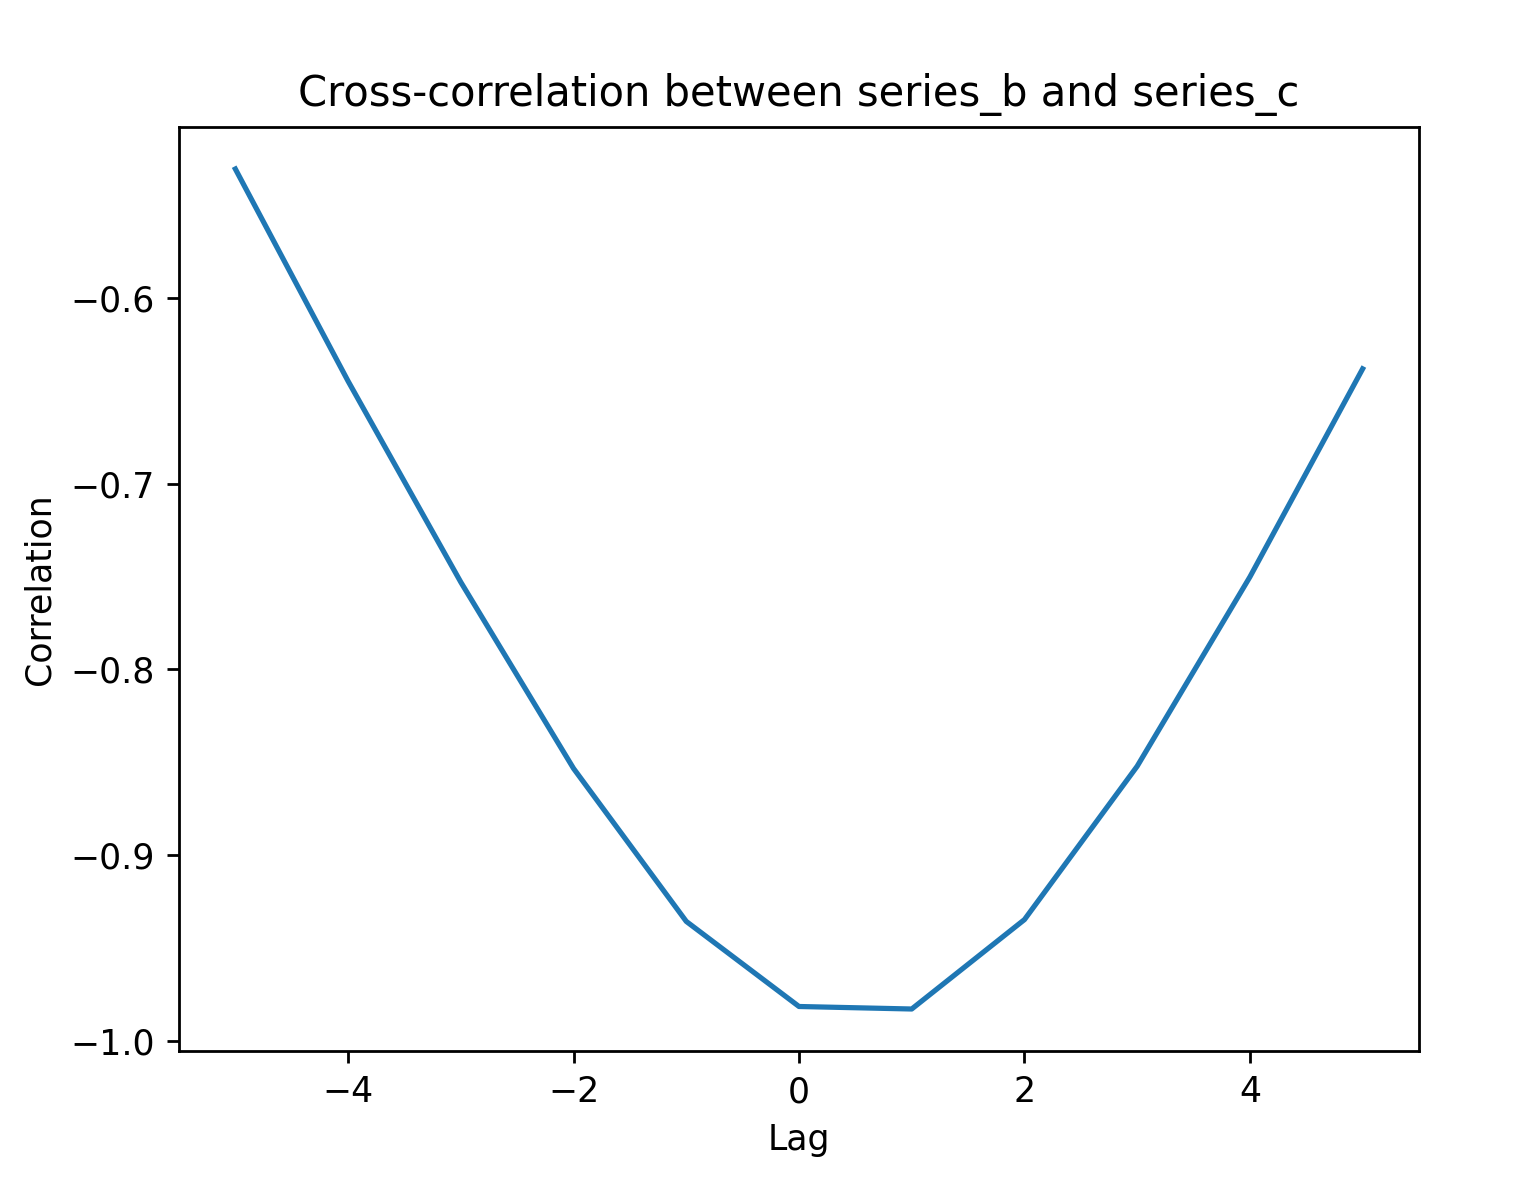 Cross-correlation between series_b and series_c
−0.6
−0.7
−0.8
−0.9
−1.0
Correlation
−4 −2 0 2 4
Lag